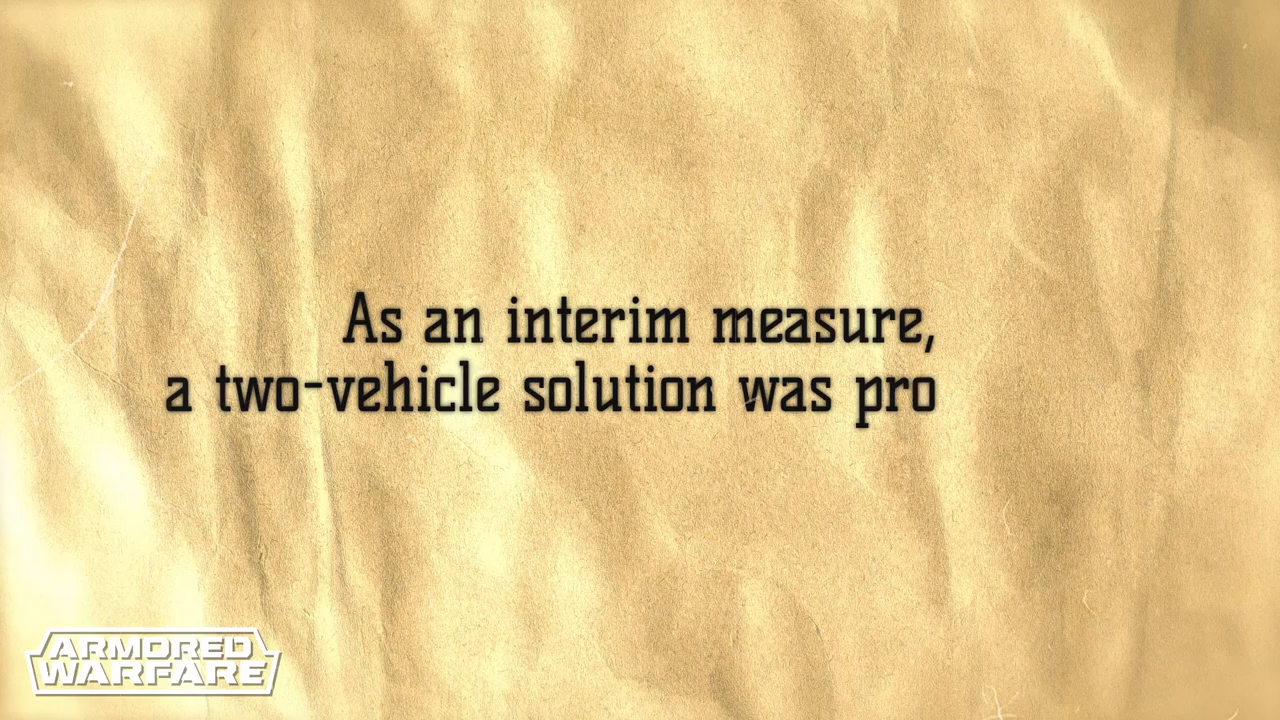 As an interim measure,
a two-vehicle solution was pro
ARMORED
WARFARE